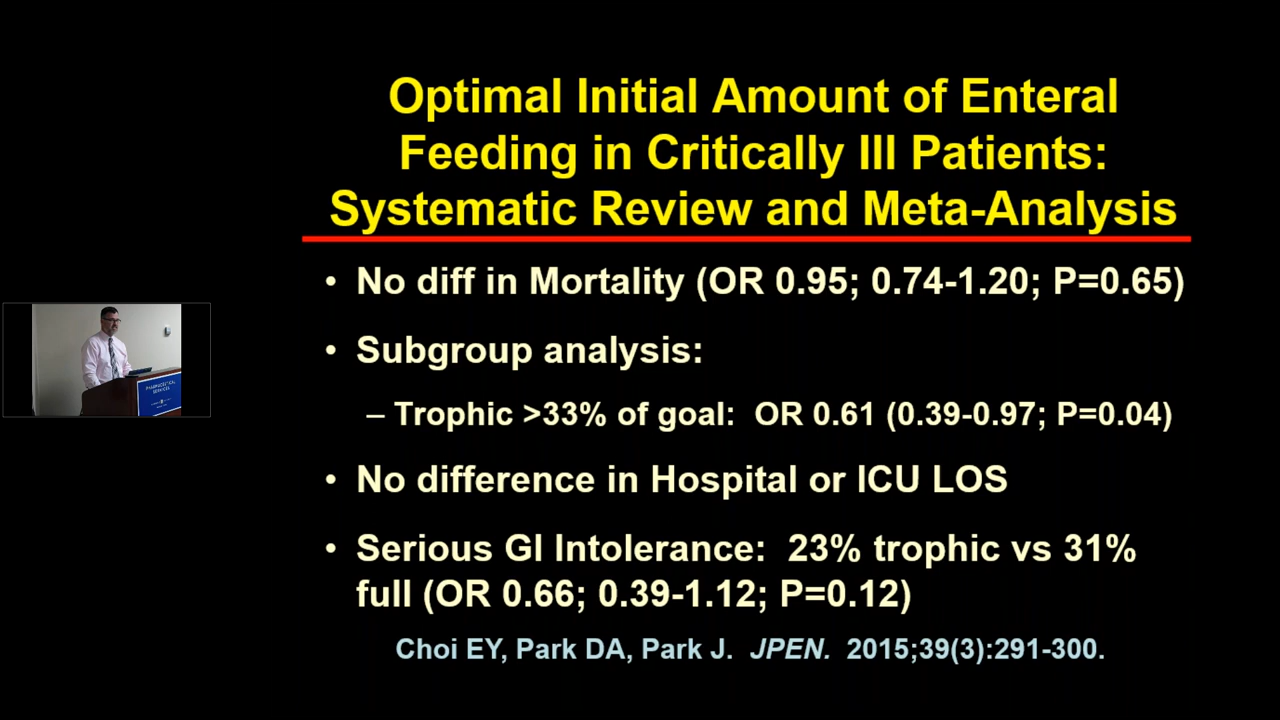 Optimal Initial Amount of Enteral
Feeding in Critically Ill Patients:
Systematic Review and Meta-Analysis
• No diff in Mortality (OR 0.95; 0.74-1.20; P=0.65)
• Subgroup analysis:
– Trophic >33% of goal: OR 0.61 (0.39-0.97; P=0.04)
• No difference in Hospital or ICU LOS
• Serious GI Intolerance: 23% trophic vs 31%
full (OR 0.66; 0.39-1.12; P=0.12)
Choi EY, Park DA, Park J. JPEN. 2015;39(3):291-300.
PHARMACEUTICAL
SERVICES